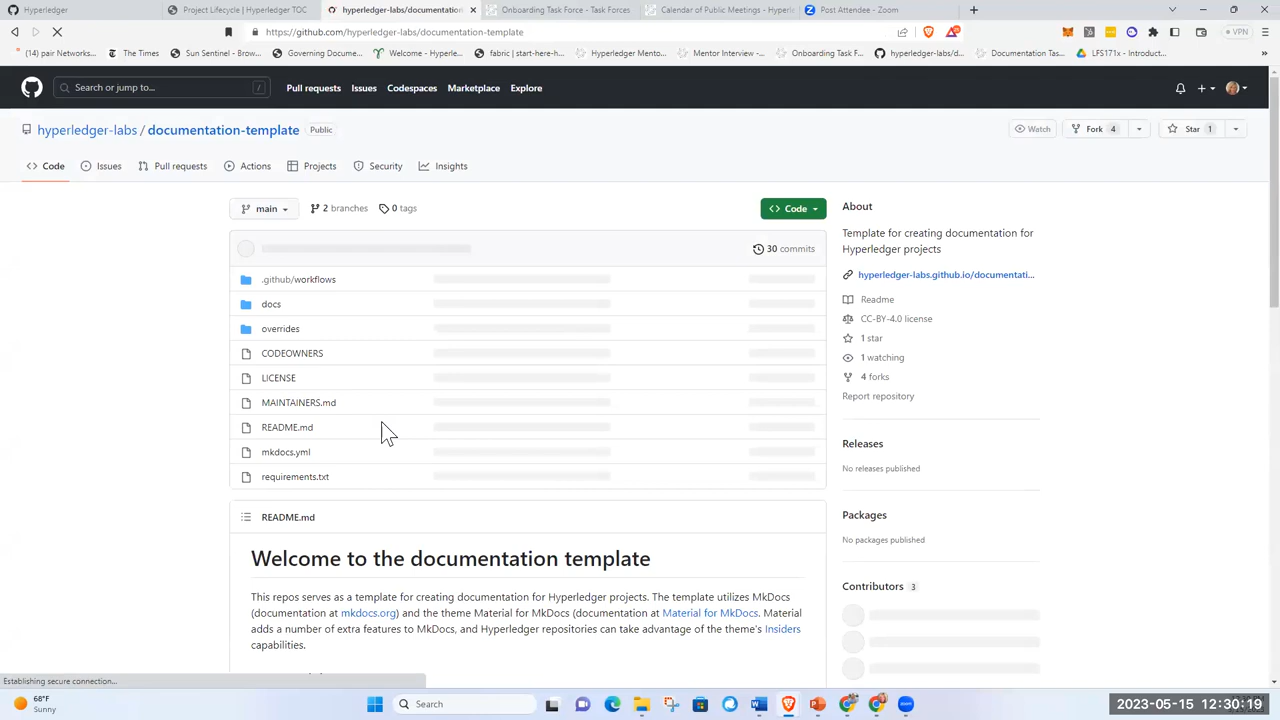 Hyperledger
Project Lifecycle | Hyperledger TOC
hyperledger-labs/documentation
Onboarding Task Force - Task Forces
Calendar of Public Meetings - Hyperl
Post Attendee - Zoom
https://github.com/hyperledger-labs/documentation-template
VPN
(14) pair Networks...
The Times
Sun Sentinel - Brow...
Governing Docume...
Welcome - Hyperle...
fabric | start-here-h...
Hyperledger Mento...
Mentor Interview -...
Onboarding Task F...
hyperledger-labs/d...
Documentation Tas...
LFS171x - Introduct...
Search or jump to...
/
Pull requests
Issues
Codespaces
Marketplace
Explore
hyperledger-labs / documentation-template
Public
Watch
Fork 4
Star 1
Code
Issues
Pull requests
Actions
Projects
Security
Insights
main
2 branches
0 tags
Code
About
Template for creating documentation for
Hyperledger projects
hyperledger-labs.github.io/documentati...
Readme
CC-BY-4.0 license
1 star
1 watching
4 forks
Report repository
30 commits
.github/workflows
docs
overrides
CODEOWNERS
LICENSE
MAINTAINERS.md
README.md
mkdocs.yml
requirements.txt
Releases
No releases published
Packages
No packages published
Contributors 3
README.md
Welcome to the documentation template
This repos serves as a template for creating documentation for Hyperledger projects. The template utilizes MkDocs
(documentation at mkdocs.org) and the theme Material for MkDocs (documentation at Material for MkDocs. Material
adds a number of extra features to MkDocs, and Hyperledger repositories can take advantage of the theme's Insiders
capabilities.
Establishing secure connection...
68°F
Sunny
Search
2023-05-15 12:30:19